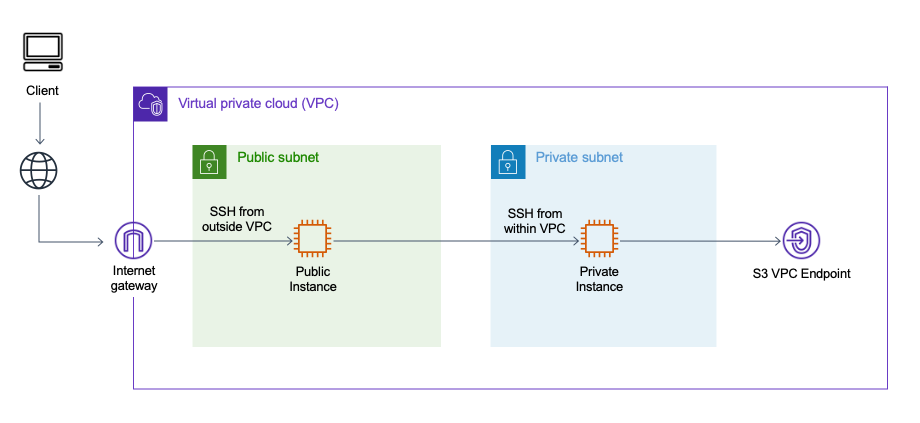 Client
Virtual private cloud (VPC)
Public subnet
Private subnet
SSH from
outside VPC
SSH from
within VPC
Internet
gateway
Public
Instance
Private
Instance
S3 VPC Endpoint